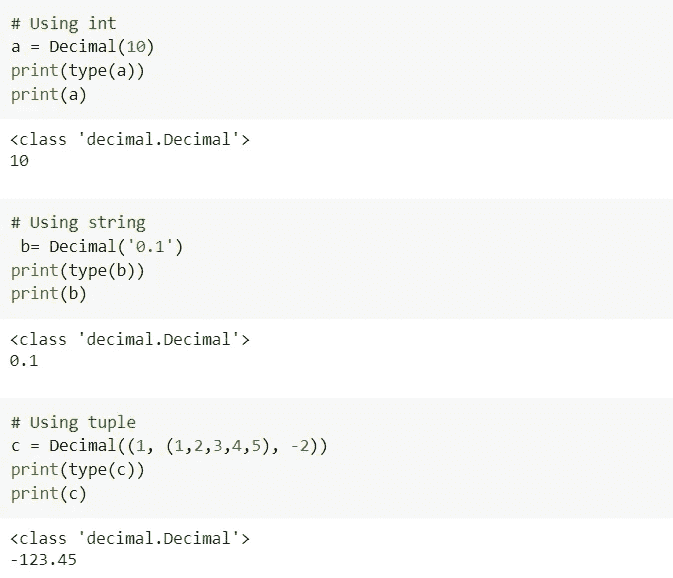 # Using int
a = Decimal(10)
print(type(a))
print(a)
<class 'decimal.Decimal'>
10
# Using string
 b= Decimal('0.1')
print(type(b))
print(b)
<class 'decimal.Decimal'>
0.1
# Using tuple
c = Decimal((1, (1,2,3,4,5), -2))
print(type(c))
print(c)
<class 'decimal.Decimal'>
-123.45